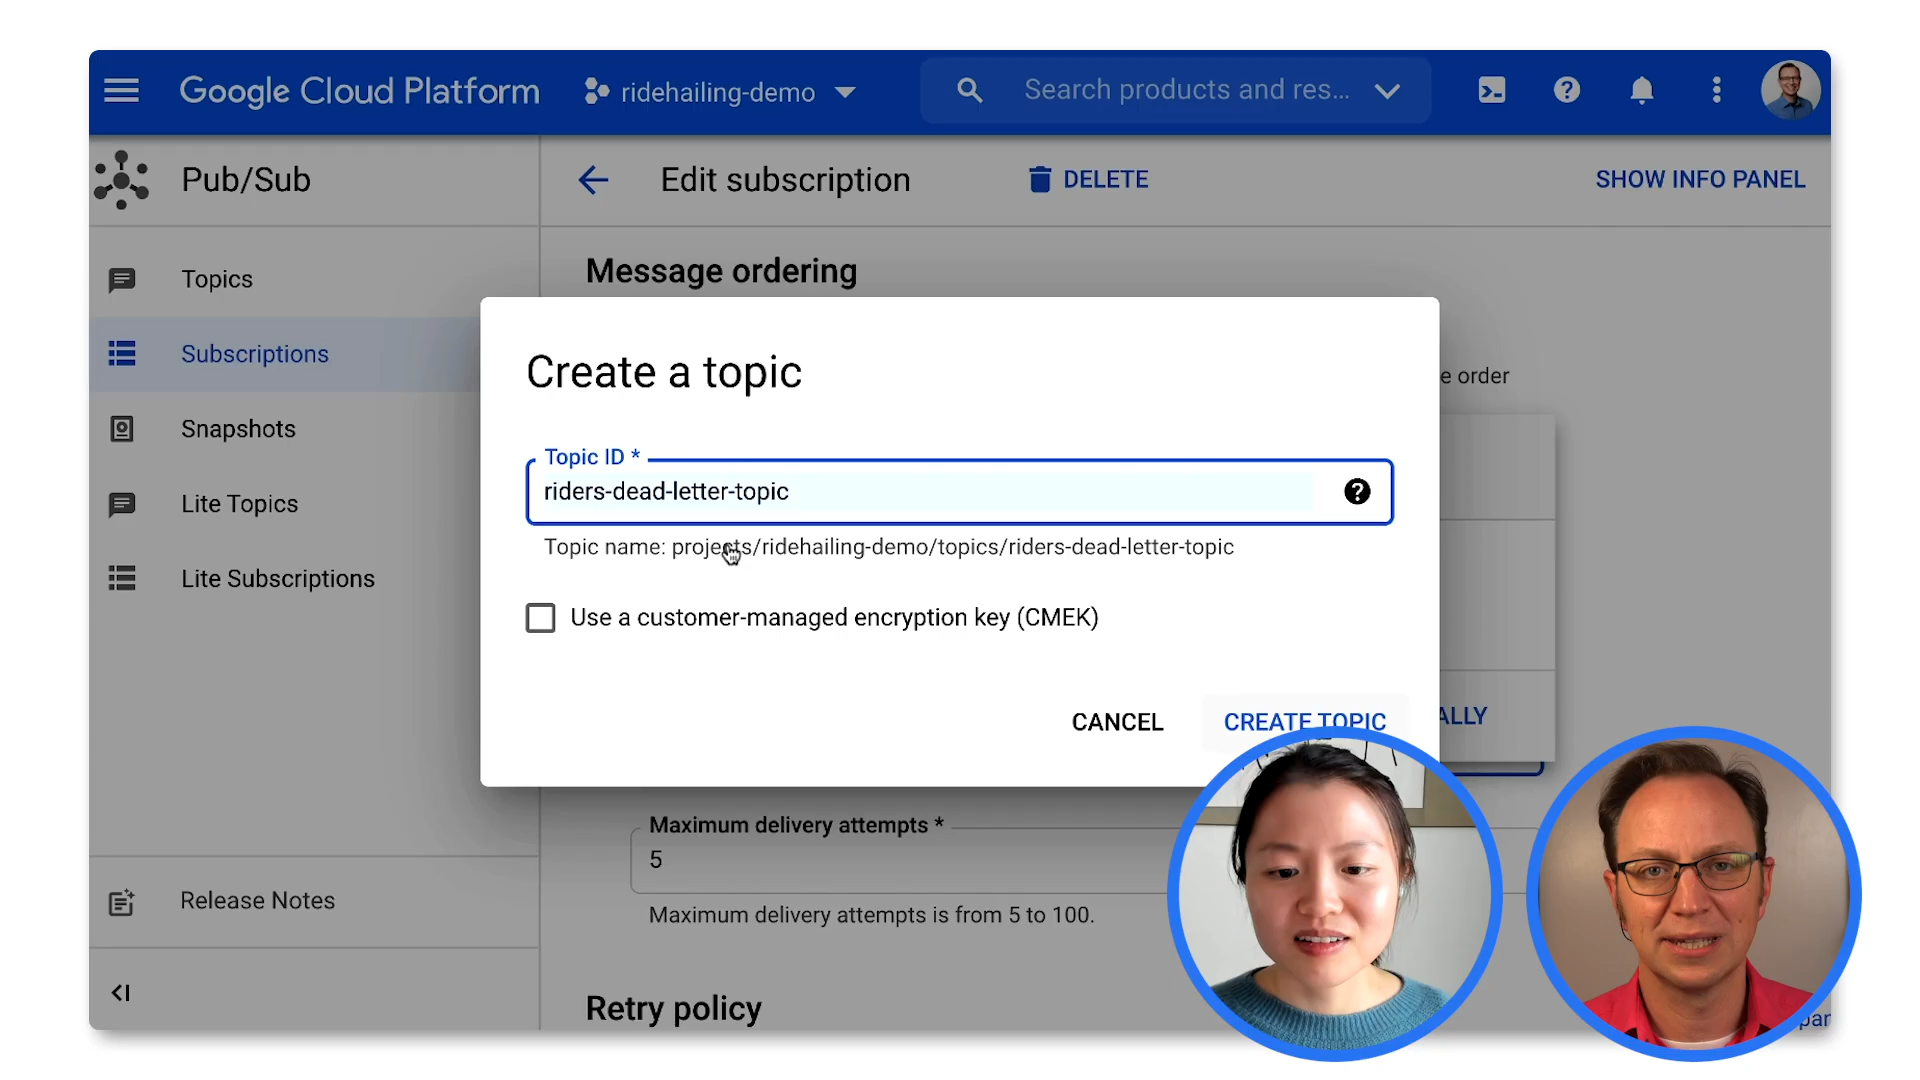 Google Cloud Platform
ridehailing-demo
Search products and res...
Pub/Sub
Edit subscription
DELETE
SHOW INFO PANEL
Topics
Subscriptions
Snapshots
Lite Topics
Lite Subscriptions
Release Notes
Message ordering
e order
Create a topic
Topic ID *
riders-dead-letter-topic
Topic name: projects/ridehailing-demo/topics/riders-dead-letter-topic
Use a customer-managed encryption key (CMEK)
CANCEL
CREATE TOPIC
ALLY
Maximum delivery attempts *
5
Maximum delivery attempts is from 5 to 100.
Retry policy